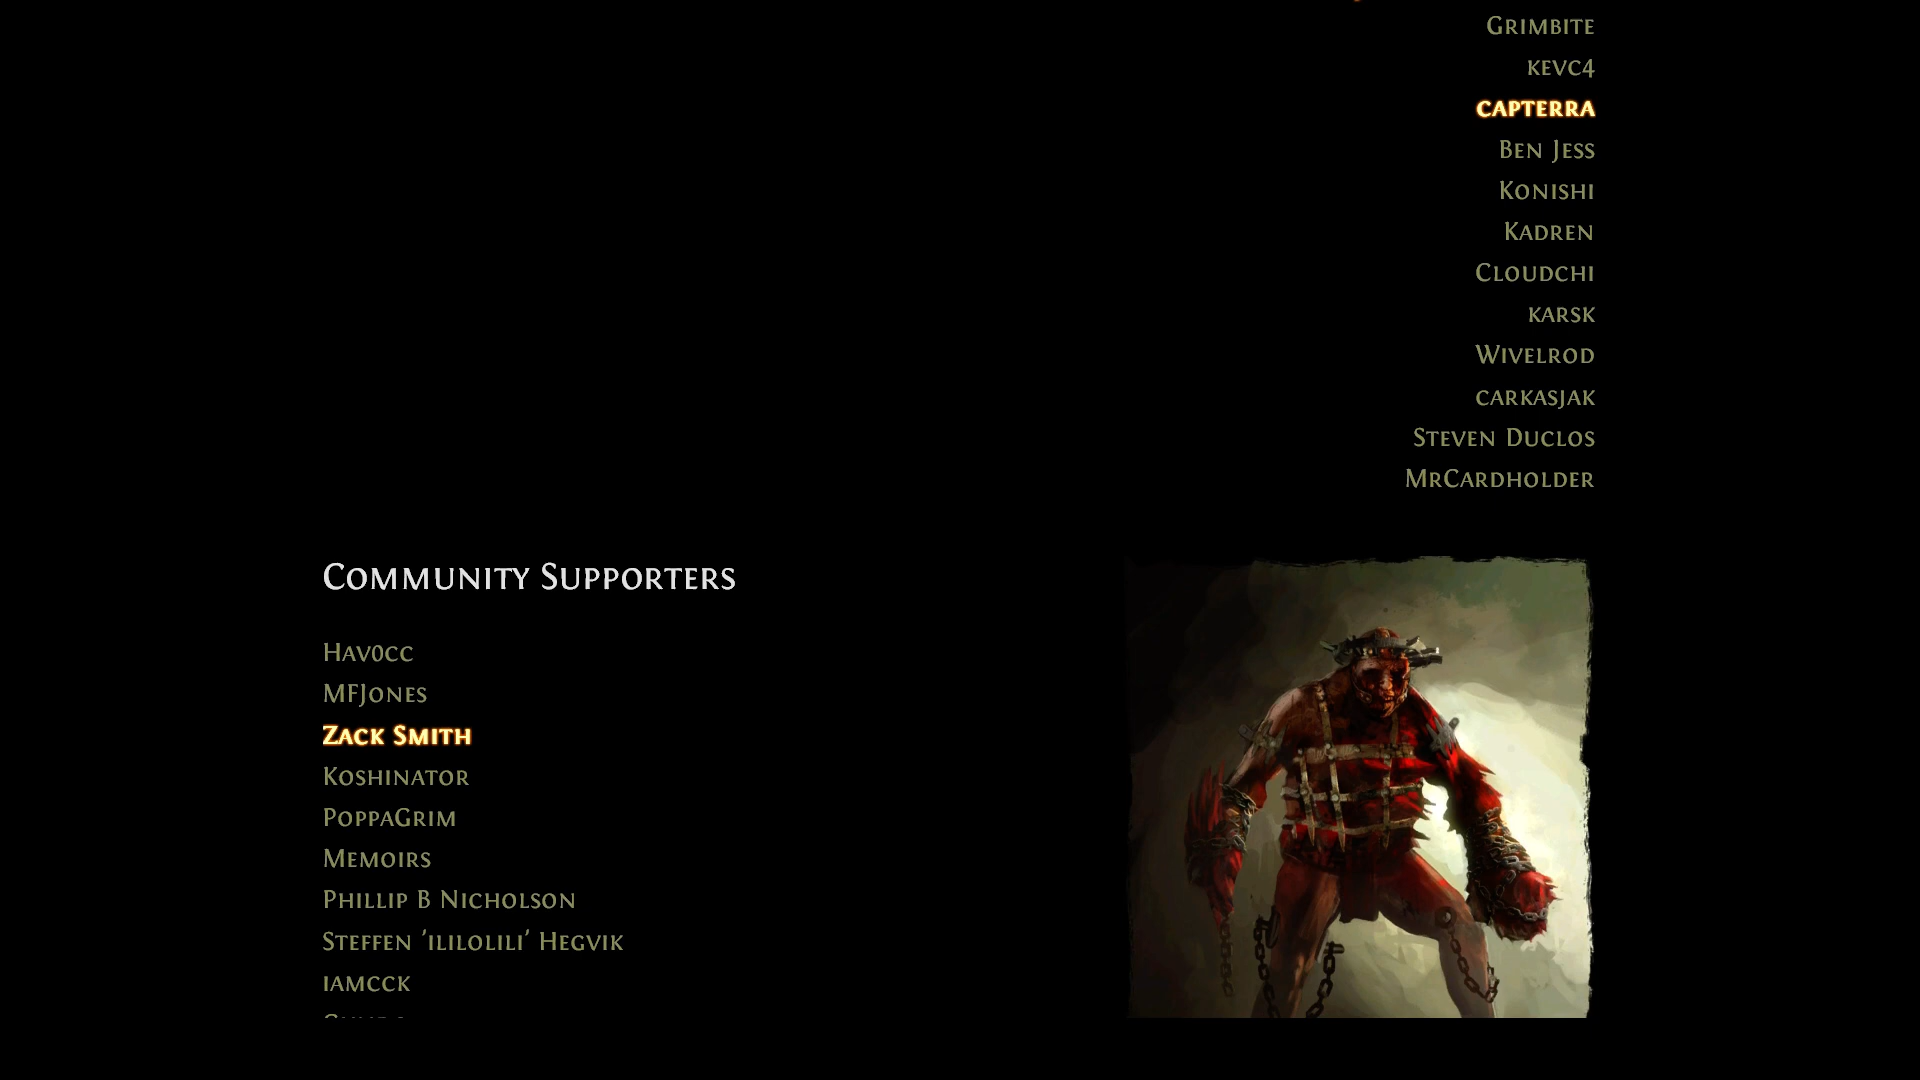 Grimbite
kevc4
capterra
Ben Jess
Konishi
Kadren
Cloudchi
karsk
Wivelrod
carkasjak
Steven Duclos
MrCardholder
Community Supporters
Hav0cc
MFJones
Zack Smith
Koshinator
PoppaGrim
Memoirs
Phillip B Nicholson
Steffen 'ililolili' Hegvik
iamcck